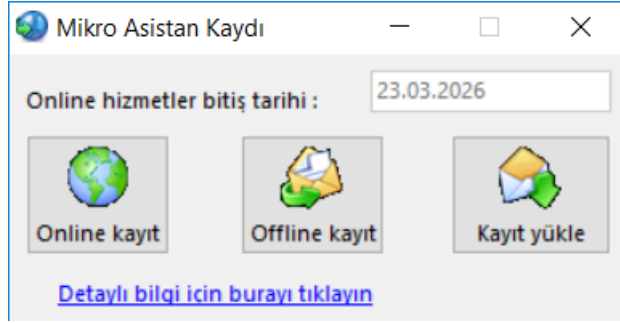 Mikro Asistan Kaydı
Online hizmetler bitiş tarihi : 23.03.2026
Online kayıt Offline kayıt Kayıt yükle
Detaylı bilgi için burayı tıklayın